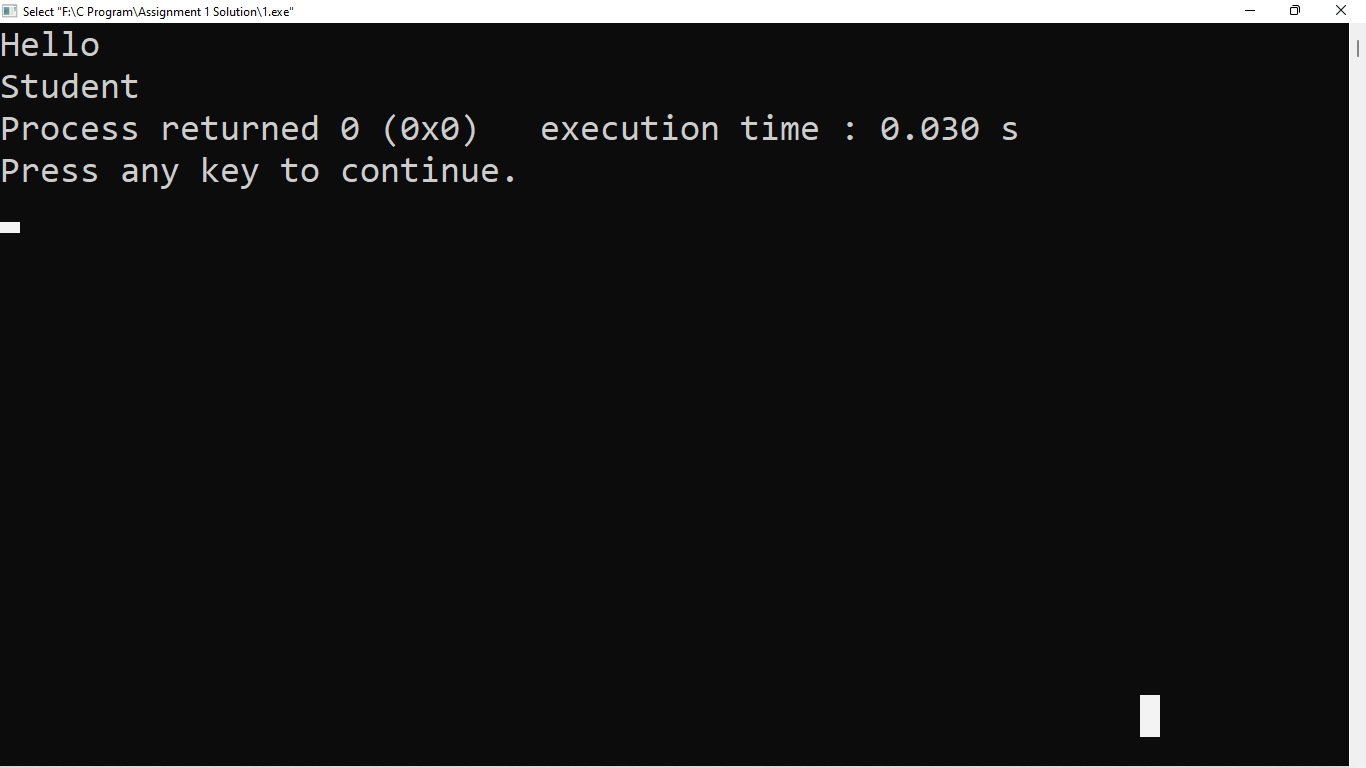 Select "F:\C Program\Assignment 1 Solution\1.exe"
Hello
Student
Process returned 0 (0x0)   execution time : 0.030 s
Press any key to continue.